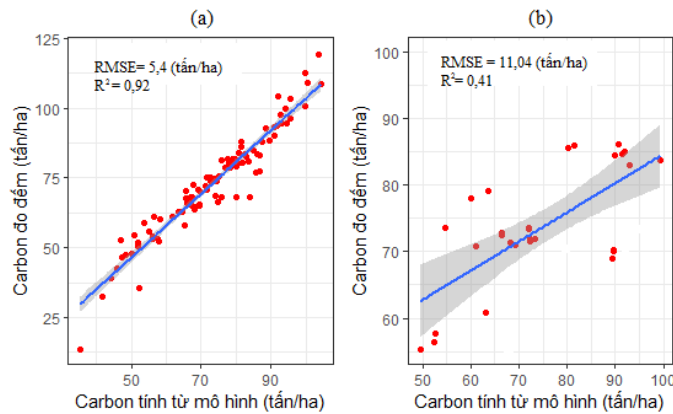 (a)
(b)
RMSE= 5,4 (tấn/ha)
R²= 0,92
RMSE = 11,04 (tấn/ha)
R²= 0,41
Carbon đo đếm (tấn/ha)
125
100
75
50
25
50
70
90
Carbon tính từ mô hình (tấn/ha)
Carbon đo đếm (tấn/ha)
100
90
80
70
60
50
60
70
80
90
100
Carbon tính từ mô hình (tấn/ha)